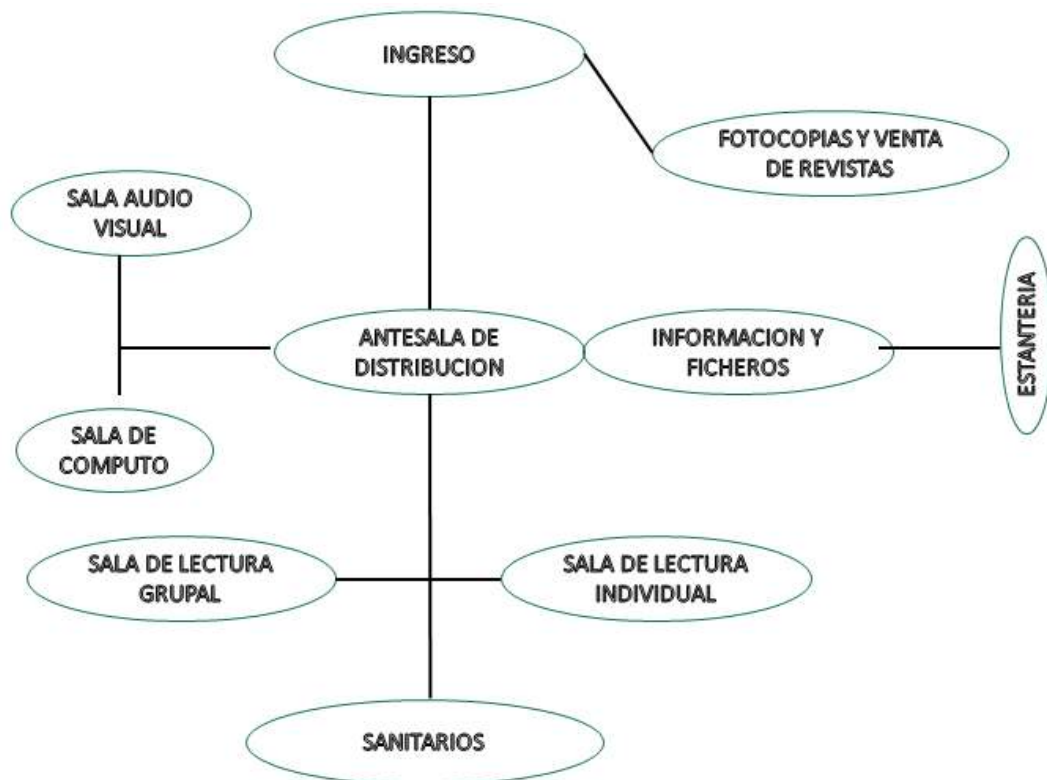 INGRESO
FOTOCOPIAS Y VENTA
DE REVISTAS
SALA AUDIO
VISUAL
ANTESALA DE
DISTRIBUCION
INFORMACION Y
FICHEROS
ESTANTERIA
SALA DE
COMPUTO
SALA DE LECTURA
GRUPAL
SALA DE LECTURA
INDIVIDUAL
SANITARIOS